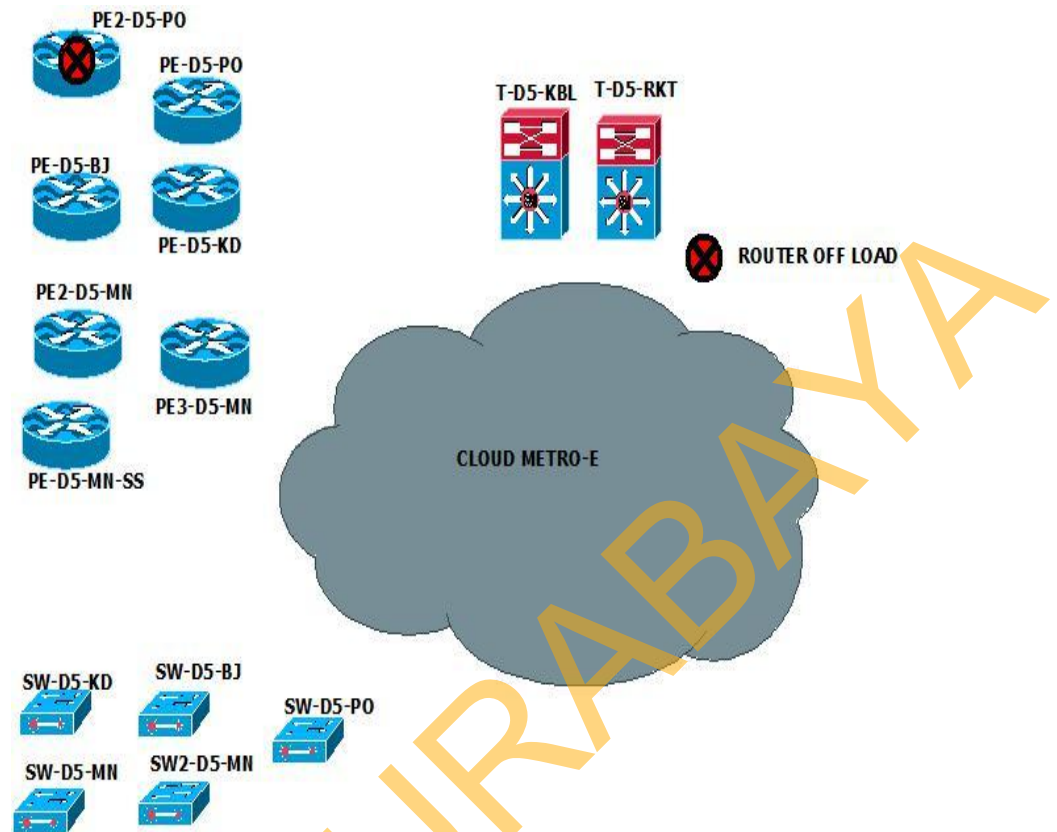 PE2-D5-PO
PE-D5-PO
T-D5-KBL
T-D5-RKT
PE-D5-BJ
PE-D5-KD
ROUTER OFF LOAD
PE2-D5-MN
PE3-D5-MN
PE-D5-MN-SS
CLOUD METRO-E
SW-D5-KD
SW-D5-BJ
SW-D5-PO
SW-D5-MN
SW2-D5-MN
URABAYA